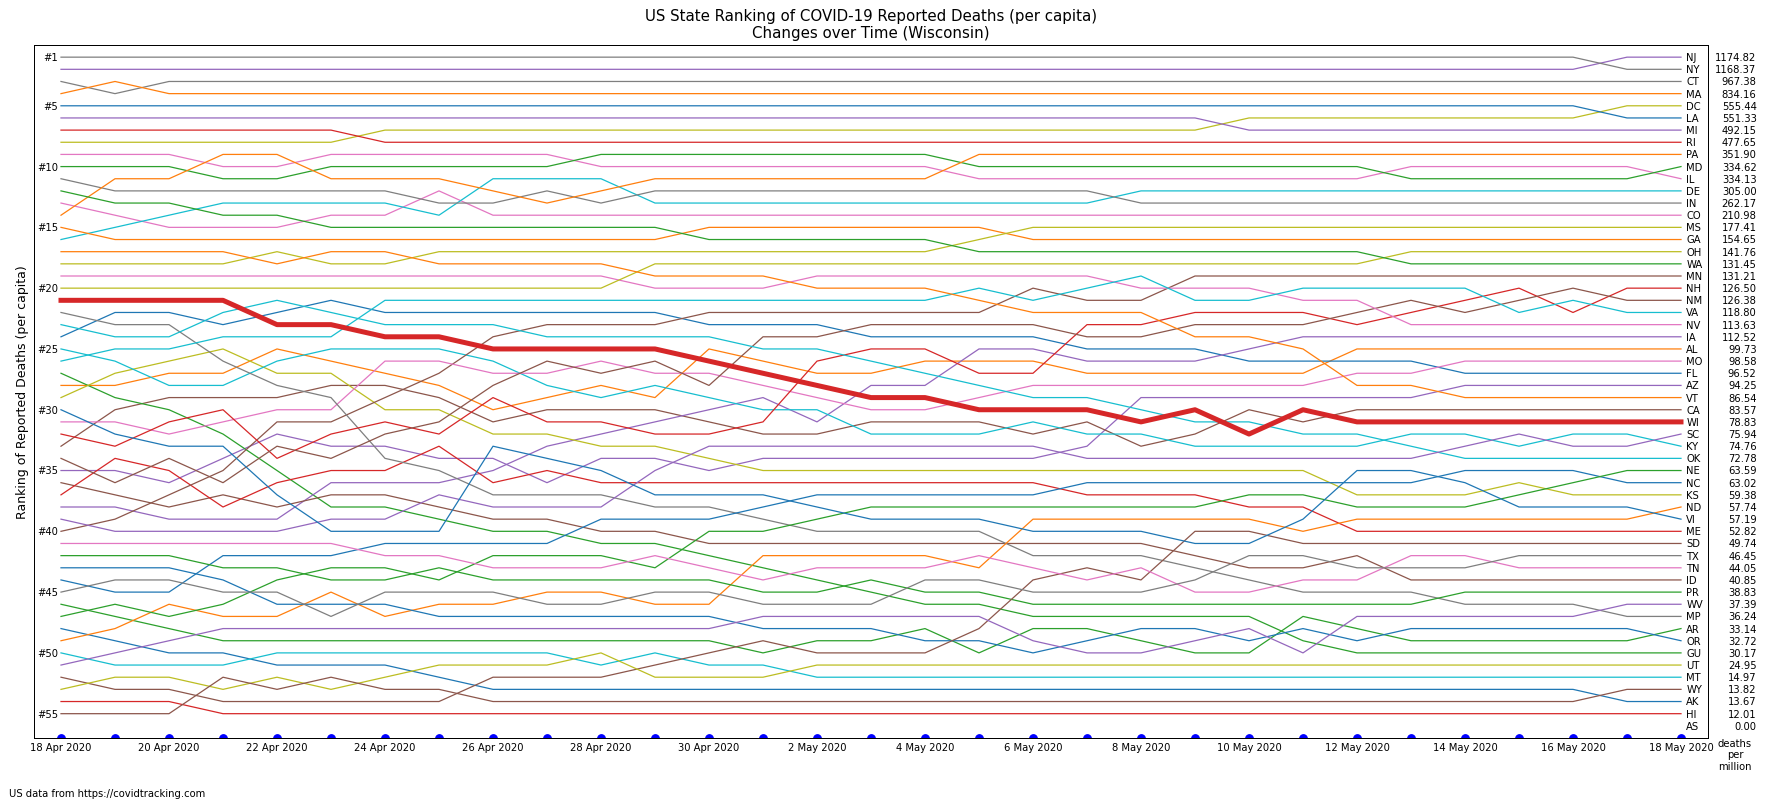 US State Ranking of COVID-19 Reported Deaths (per capita)
Changes over Time (Wisconsin)
Ranking of Reported Deaths (per capita)
#1
#5
#10
#15
#20
#25
#30
#35
#40
#45
#50
#55
NJ 1174.82
NY 1168.37
CT 967.38
MA 834.16
DC 555.44
LA 551.33
MI 492.15
RI 477.65
PA 351.90
MD 334.62
IL 334.13
DE 305.00
IN 262.17
CO 210.98
MS 177.41
GA 154.65
OH 141.76
WA 131.45
MN 131.21
NH 126.50
NM 126.38
VA 118.80
NV 113.63
IA 112.52
AL 99.73
MO 98.58
FL 96.52
AZ 94.25
VT 86.54
CA 83.57
WI 78.83
SC 75.94
KY 74.76
OK 72.78
NE 63.59
NC 63.02
KS 59.38
ND 57.74
VI 57.19
ME 52.82
SD 49.74
TX 46.45
TN 44.05
ID 40.85
PR 38.83
WV 37.39
MP 36.24
AR 33.14
OR 32.72
GU 30.17
UT 24.95
MT 14.97
WY 13.82
AK 13.67
HI 12.01
AS 0.00
18 Apr 2020 20 Apr 2020 22 Apr 2020 24 Apr 2020 26 Apr 2020 28 Apr 2020 30 Apr 2020 2 May 2020 4 May 2020 6 May 2020 8 May 2020 10 May 2020 12 May 2020 14 May 2020 16 May 2020 18 May 2020
deaths
per
million
US data from https://covidtracking.com